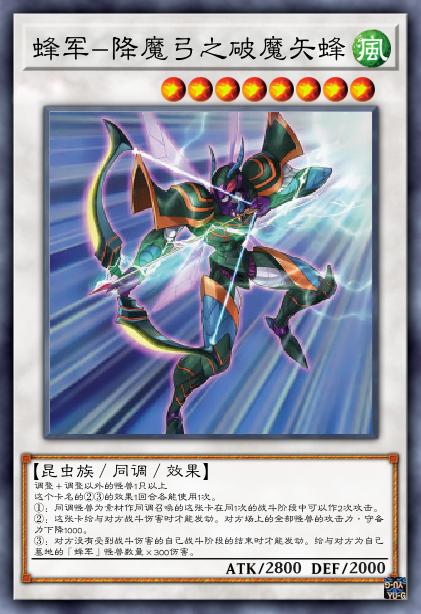 蜂军-降魔弓之破魔矢蜂
風
【昆虫族／同调／效果】
调整＋调整以外的怪兽1只以上
这个卡名的②③的效果1回合各能使用1次。
①：同调怪兽为素材作同调召唤的这张卡在同1次的战斗阶段中可以作2次攻击。
②：这张卡给与对方战斗伤害时才能发动。对方场上的全部怪兽的攻击力·守备
力下降1000。
③：对方没有受到战斗伤害的自己战斗阶段的结束时才能发动。给与对方为自己
墓地的「蜂军」怪兽数量×300伤害。
ATK/2800 DEF/2000